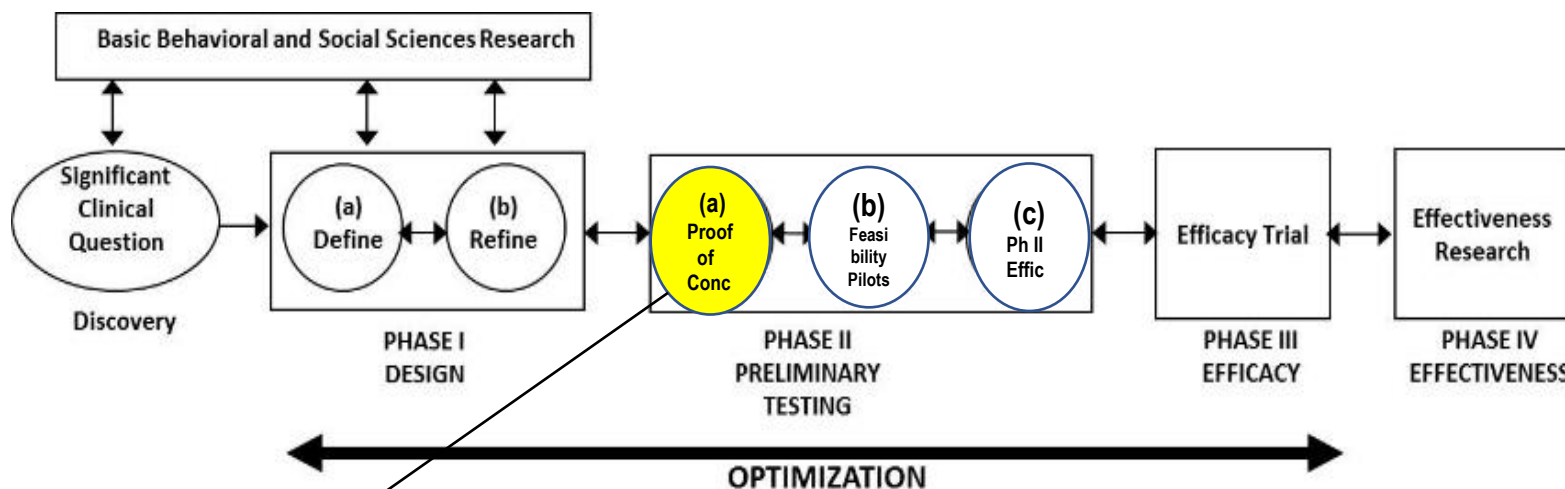 Basic Behavioral and Social Sciences Research
Significant
Clinical
Question
Discovery
(a)
Define
(b)
Refine
PHASE I
DESIGN
(a)
Proof
of
Conc
(b)
Feasi
bility
Pilots
(c)
Ph II
Effic
PHASE II
PRELIMINARY
TESTING
Efficacy Trial
PHASE III
EFFICACY
Effectiveness
Research
PHASE IV
EFFECTIVENESS
OPTIMIZATION